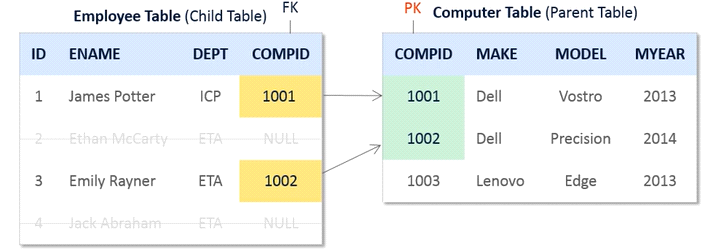 FK
PK
Employee Table (Child Table)
Computer Table (Parent Table)
ID ENAME DEPT COMPID
1 James Potter ICP 1001
2 Ethan McCarty ETA NULL
3 Emily Rayner ETA 1002
4 Jack Abraham ETA NULL
COMPID MAKE MODEL MYEAR
1001 Dell Vostro 2013
1002 Dell Precision 2014
1003 Lenovo Edge 2013